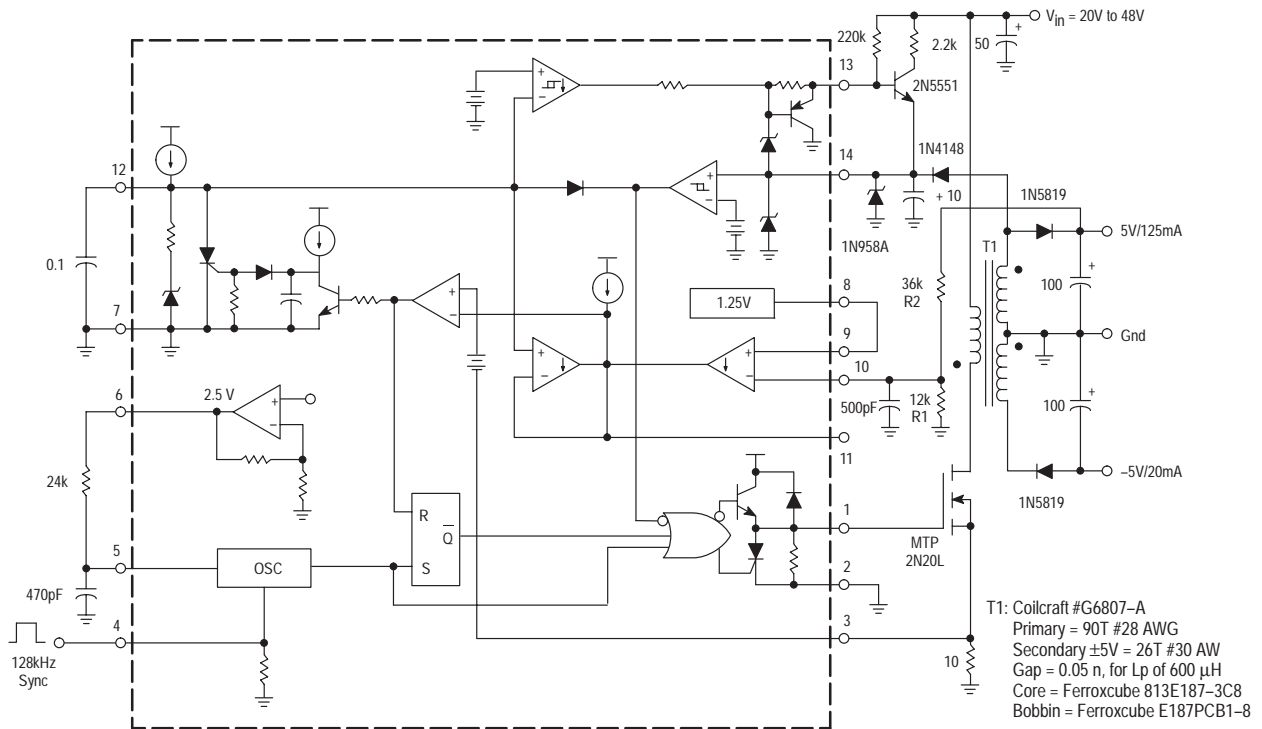 Vin = 20V to 48V
220k
2.2k
50
+
13
2N5551
+
−
14
1N4148
12
+
−
+ 10
1N5819
5V/125mA
1N958A
T1
+
0.1
36k
R2
100
8
1.25V
+
−
7
9
Gnd
+
−
+
−
10
+
6
2.5 V
+
−
500pF
12k
R1
100
11
24k
−5V/20mA
1N5819
R
Q
1
MTP
2N20L
5
OSC
S
2
470pF
4
3
128kHz
Sync
10
T1: Coilcraft #G6807−A
Primary = 90T #28 AWG
Secondary ±5V = 26T #30 AW
Gap = 0.05 n, for Lp of 600 µH
Core = Ferroxcube 813E187−3C8
Bobbin = Ferroxcube E187PCB1−8